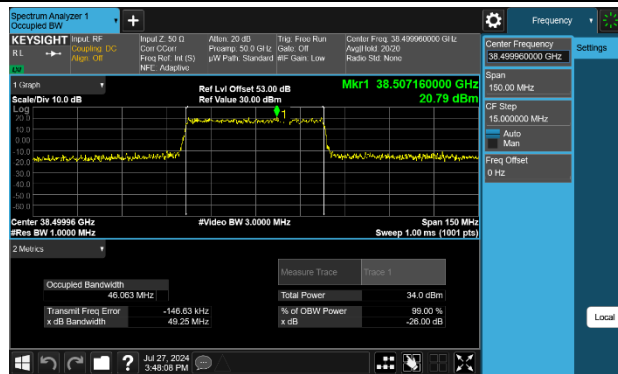 Spectrum Analyzer 1
Occupied BW
+
Frequency
KEYSIGHT
RL
Input: RF
Coupling: DC
Align: Off
Input Z: 50 Ω
Corr CCorr
Freq Ref: Int (S)
NFE: Adaptive
Atten: 20 dB
Preamp: 50.0 GHz
µW Path: Standard
Trig: Free Run
Gate: Off
#IF Gain: Low
Center Freq: 38.499960000 GHz
Avg|Hold: 20/20
Radio Std: None
Center Frequency
38.499960000 GHz
Settings
Span
150.00 MHz
CF Step
15.000000 MHz
Auto
Man
Freq Offset
0 Hz
Local
1 Graph
Scale/Div 10.0 dB
Ref Lvl Offset 53.00 dB
Ref Value 30.00 dBm
Mkr1 38.507160000 GHz
20.79 dBm
Log
20.0
10.0
0.00
-10.0
-20.0
-30.0
-40.0
-50.0
-60.0
1
Center 38.49996 GHz
#Res BW 1.0000 MHz
#Video BW 3.0000 MHz
Span 150 MHz
Sweep 1.00 ms (1001 pts)
2 Metrics
Measure Trace
Trace 1
Occupied Bandwidth
46.063 MHz
Total Power
34.0 dBm
Transmit Freq Error
-146.63 kHz
% of OBW Power
99.00 %
x dB Bandwidth
49.25 MHz
x dB
-26.00 dB
?
Jul 27, 2024
3:48:08 PM